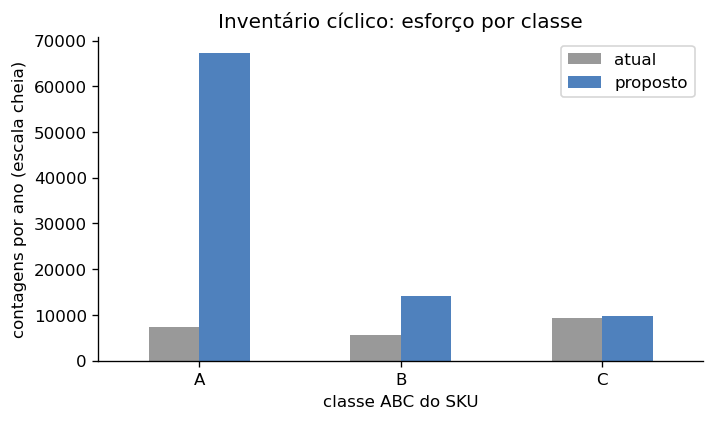 Inventário cíclico: esforço por classe
atual
proposto
contagens por ano (escala cheia)
70000
60000
50000
40000
30000
20000
10000
0
A
B
C
classe ABC do SKU